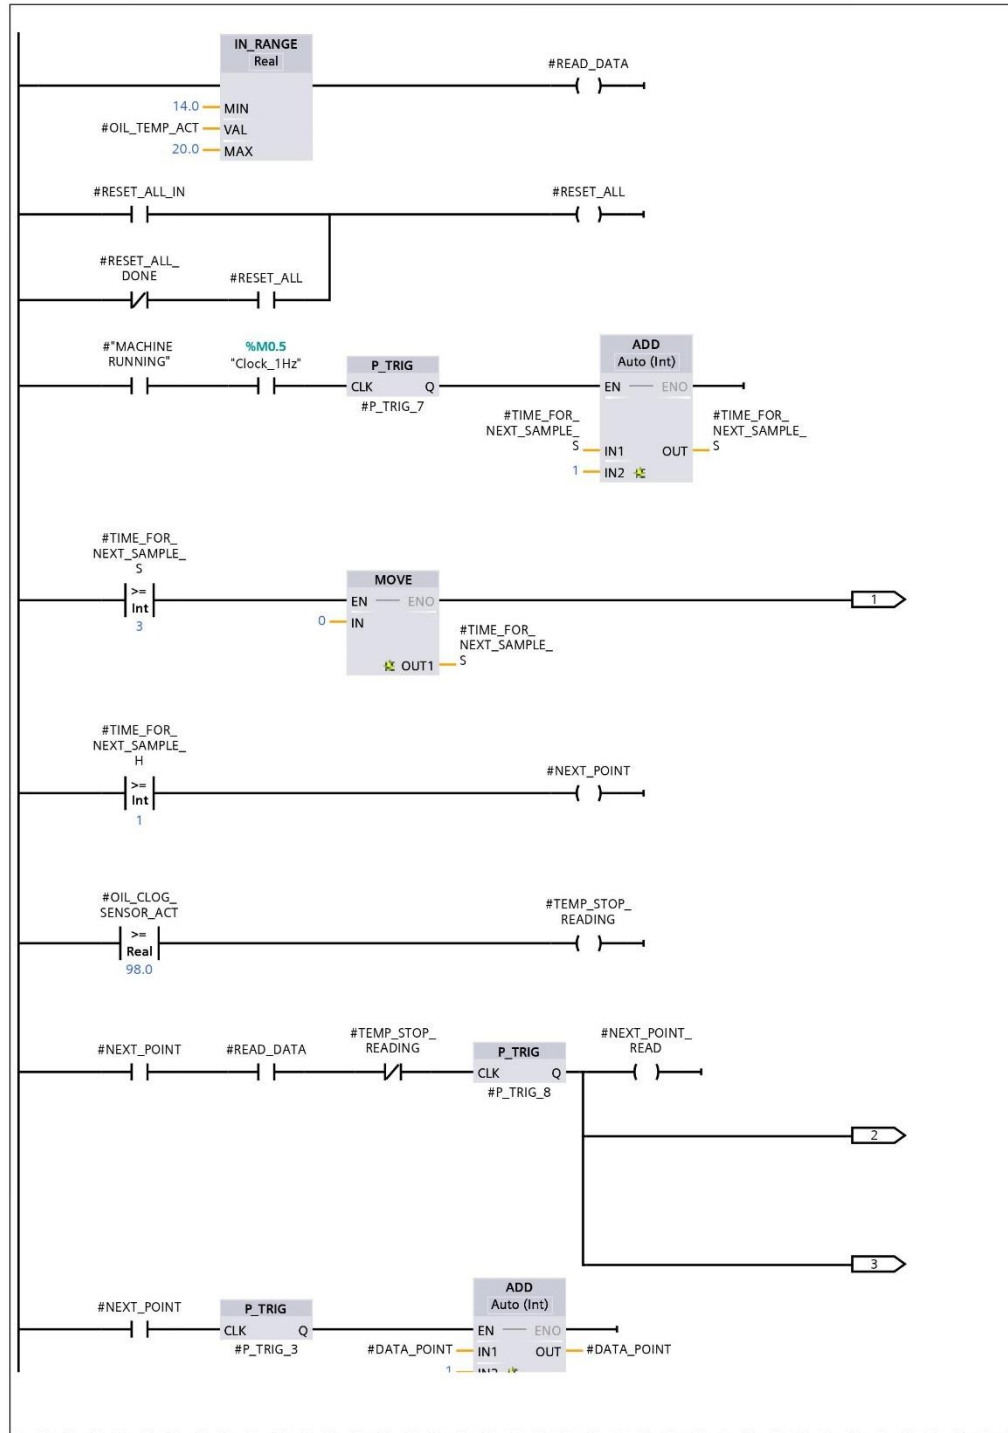 IN_RANGE
Real
#READ_DATA
14.0
MIN
#OIL_TEMP_ACT
VAL
20.0
MAX
#RESET_ALL_IN
#RESET_ALL
#RESET_ALL_
DONE
#RESET_ALL
#"MACHINE
RUNNING"
%M0.5
"Clock_1Hz"
P_TRIG
CLK Q
#P_TRIG_7
ADD
Auto (Int)
EN ENO
#TIME_FOR_
NEXT_SAMPLE_
S
IN1 OUT
#TIME_FOR_
NEXT_SAMPLE_
S
1
IN2
#TIME_FOR_
NEXT_SAMPLE_
S
>=
Int
3
MOVE
EN ENO
0
IN
OUT1
#TIME_FOR_
NEXT_SAMPLE_
S
1
#TIME_FOR_
NEXT_SAMPLE_
H
>=
Int
1
#NEXT_POINT
#OIL_CLOG_
SENSOR_ACT
>=
Real
98.0
#TEMP_STOP_
READING
#NEXT_POINT
#READ_DATA
#TEMP_STOP_
READING
P_TRIG
CLK Q
#P_TRIG_8
#NEXT_POINT_
READ
2
3
#NEXT_POINT
P_TRIG
CLK Q
#P_TRIG_3
ADD
Auto (Int)
EN ENO
#DATA_POINT
IN1 OUT
#DATA_POINT
1
IN2